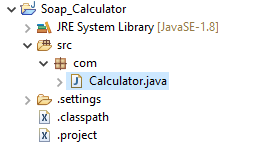 Soap_Calculator
JRE System Library [JavaSE-1.8]
src
com
Calculator.java
.settings
.classpath
.project